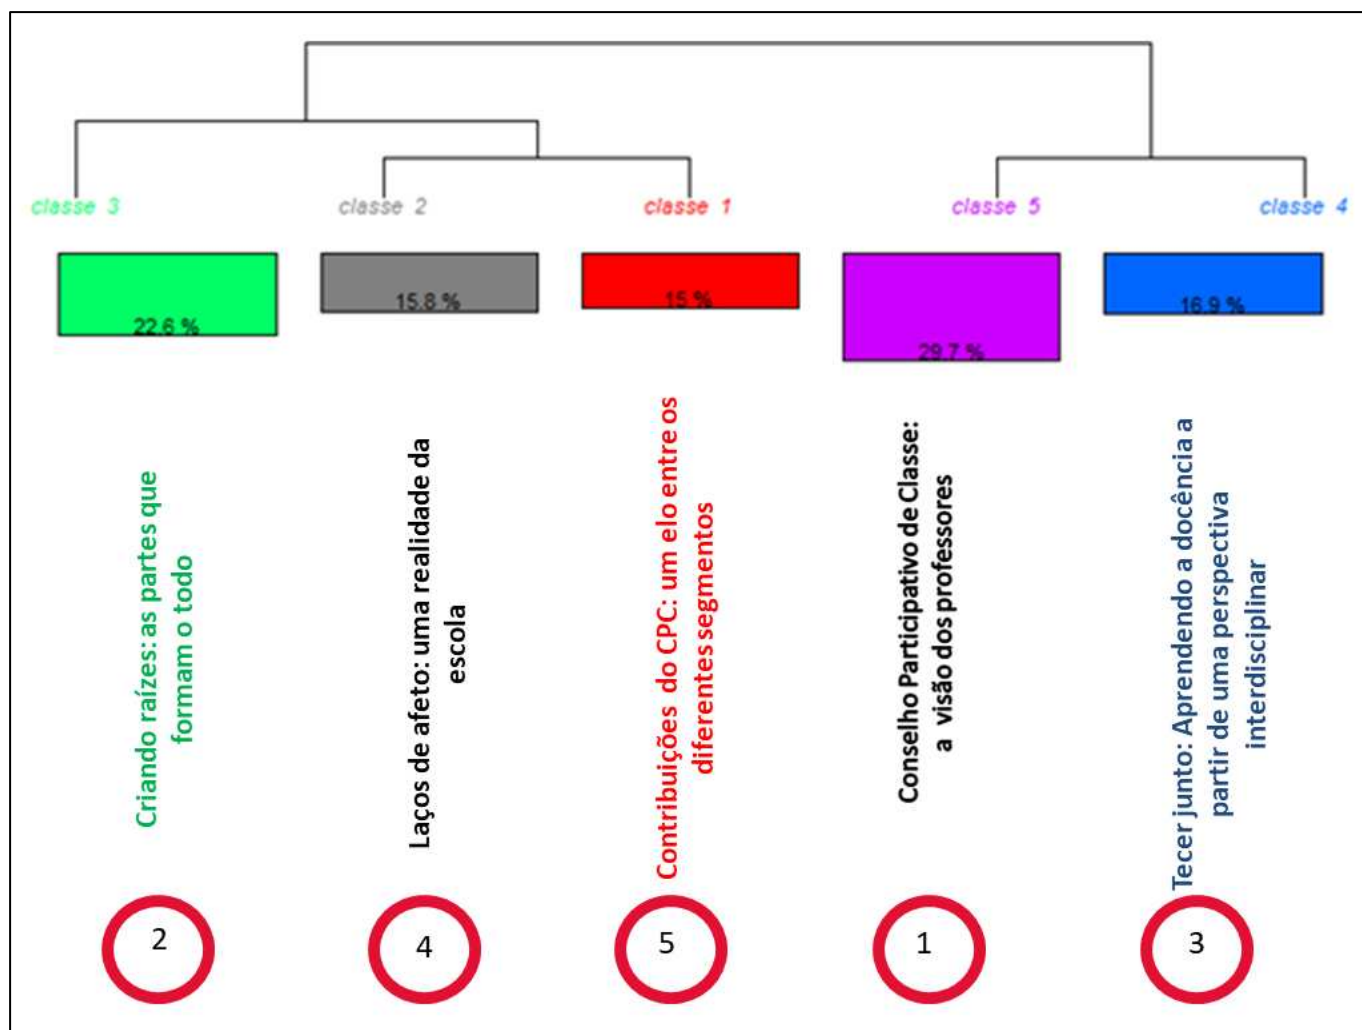 classe 3
classe 2
classe 1
classe 5
classe 4
22.6 %
15.8 %
15 %
29.7 %
16.9 %
Criando raízes: as partes que
formam o todo
Laços de afeto: uma realidade da
escola
Contribuições do CPC: um elo entre os
diferentes segmentos
Conselho Participativo de Classe:
a visão dos professores
Tecer junto: Aprendendo a docência a
partir de uma perspectiva
interdisciplinar
2
4
5
1
3